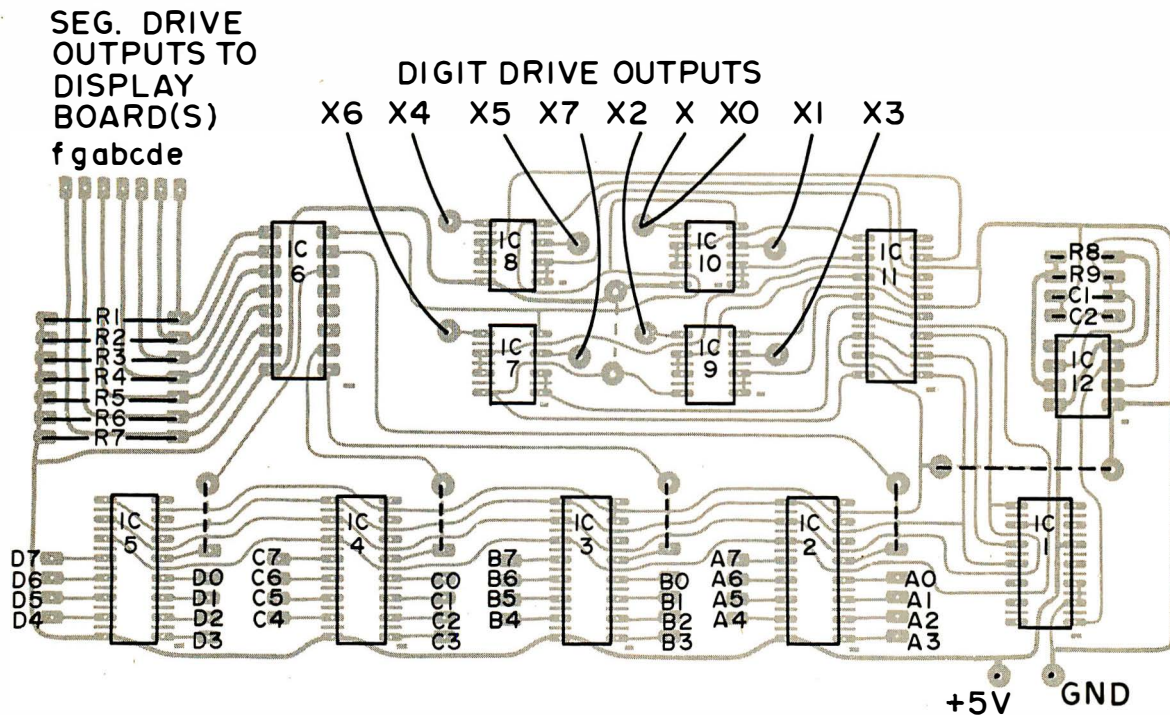 SEG. DRIVE
OUTPUTS TO
DISPLAY
BOARD(S)
f g a b c d e
DIGIT DRIVE OUTPUTS
X6 X4 X5 X7 X2 X X0 X1 X3
IC
6
IC
8
IC
10
IC
11
R8
R9
C1
C2
R1
R2
R3
R4
R5
R6
R7
IC
7
IC
9
IC
12
IC
5
IC
4
IC
3
IC
2
IC
1
D7
D6
D5
D4
D0
D1
D2
D3
C7
C6
C5
C4
C0
C1
C2
C3
B7
B6
B5
B4
B0
B1
B2
B3
A7
A6
A5
A4
A0
A1
A2
A3
+5V
GND